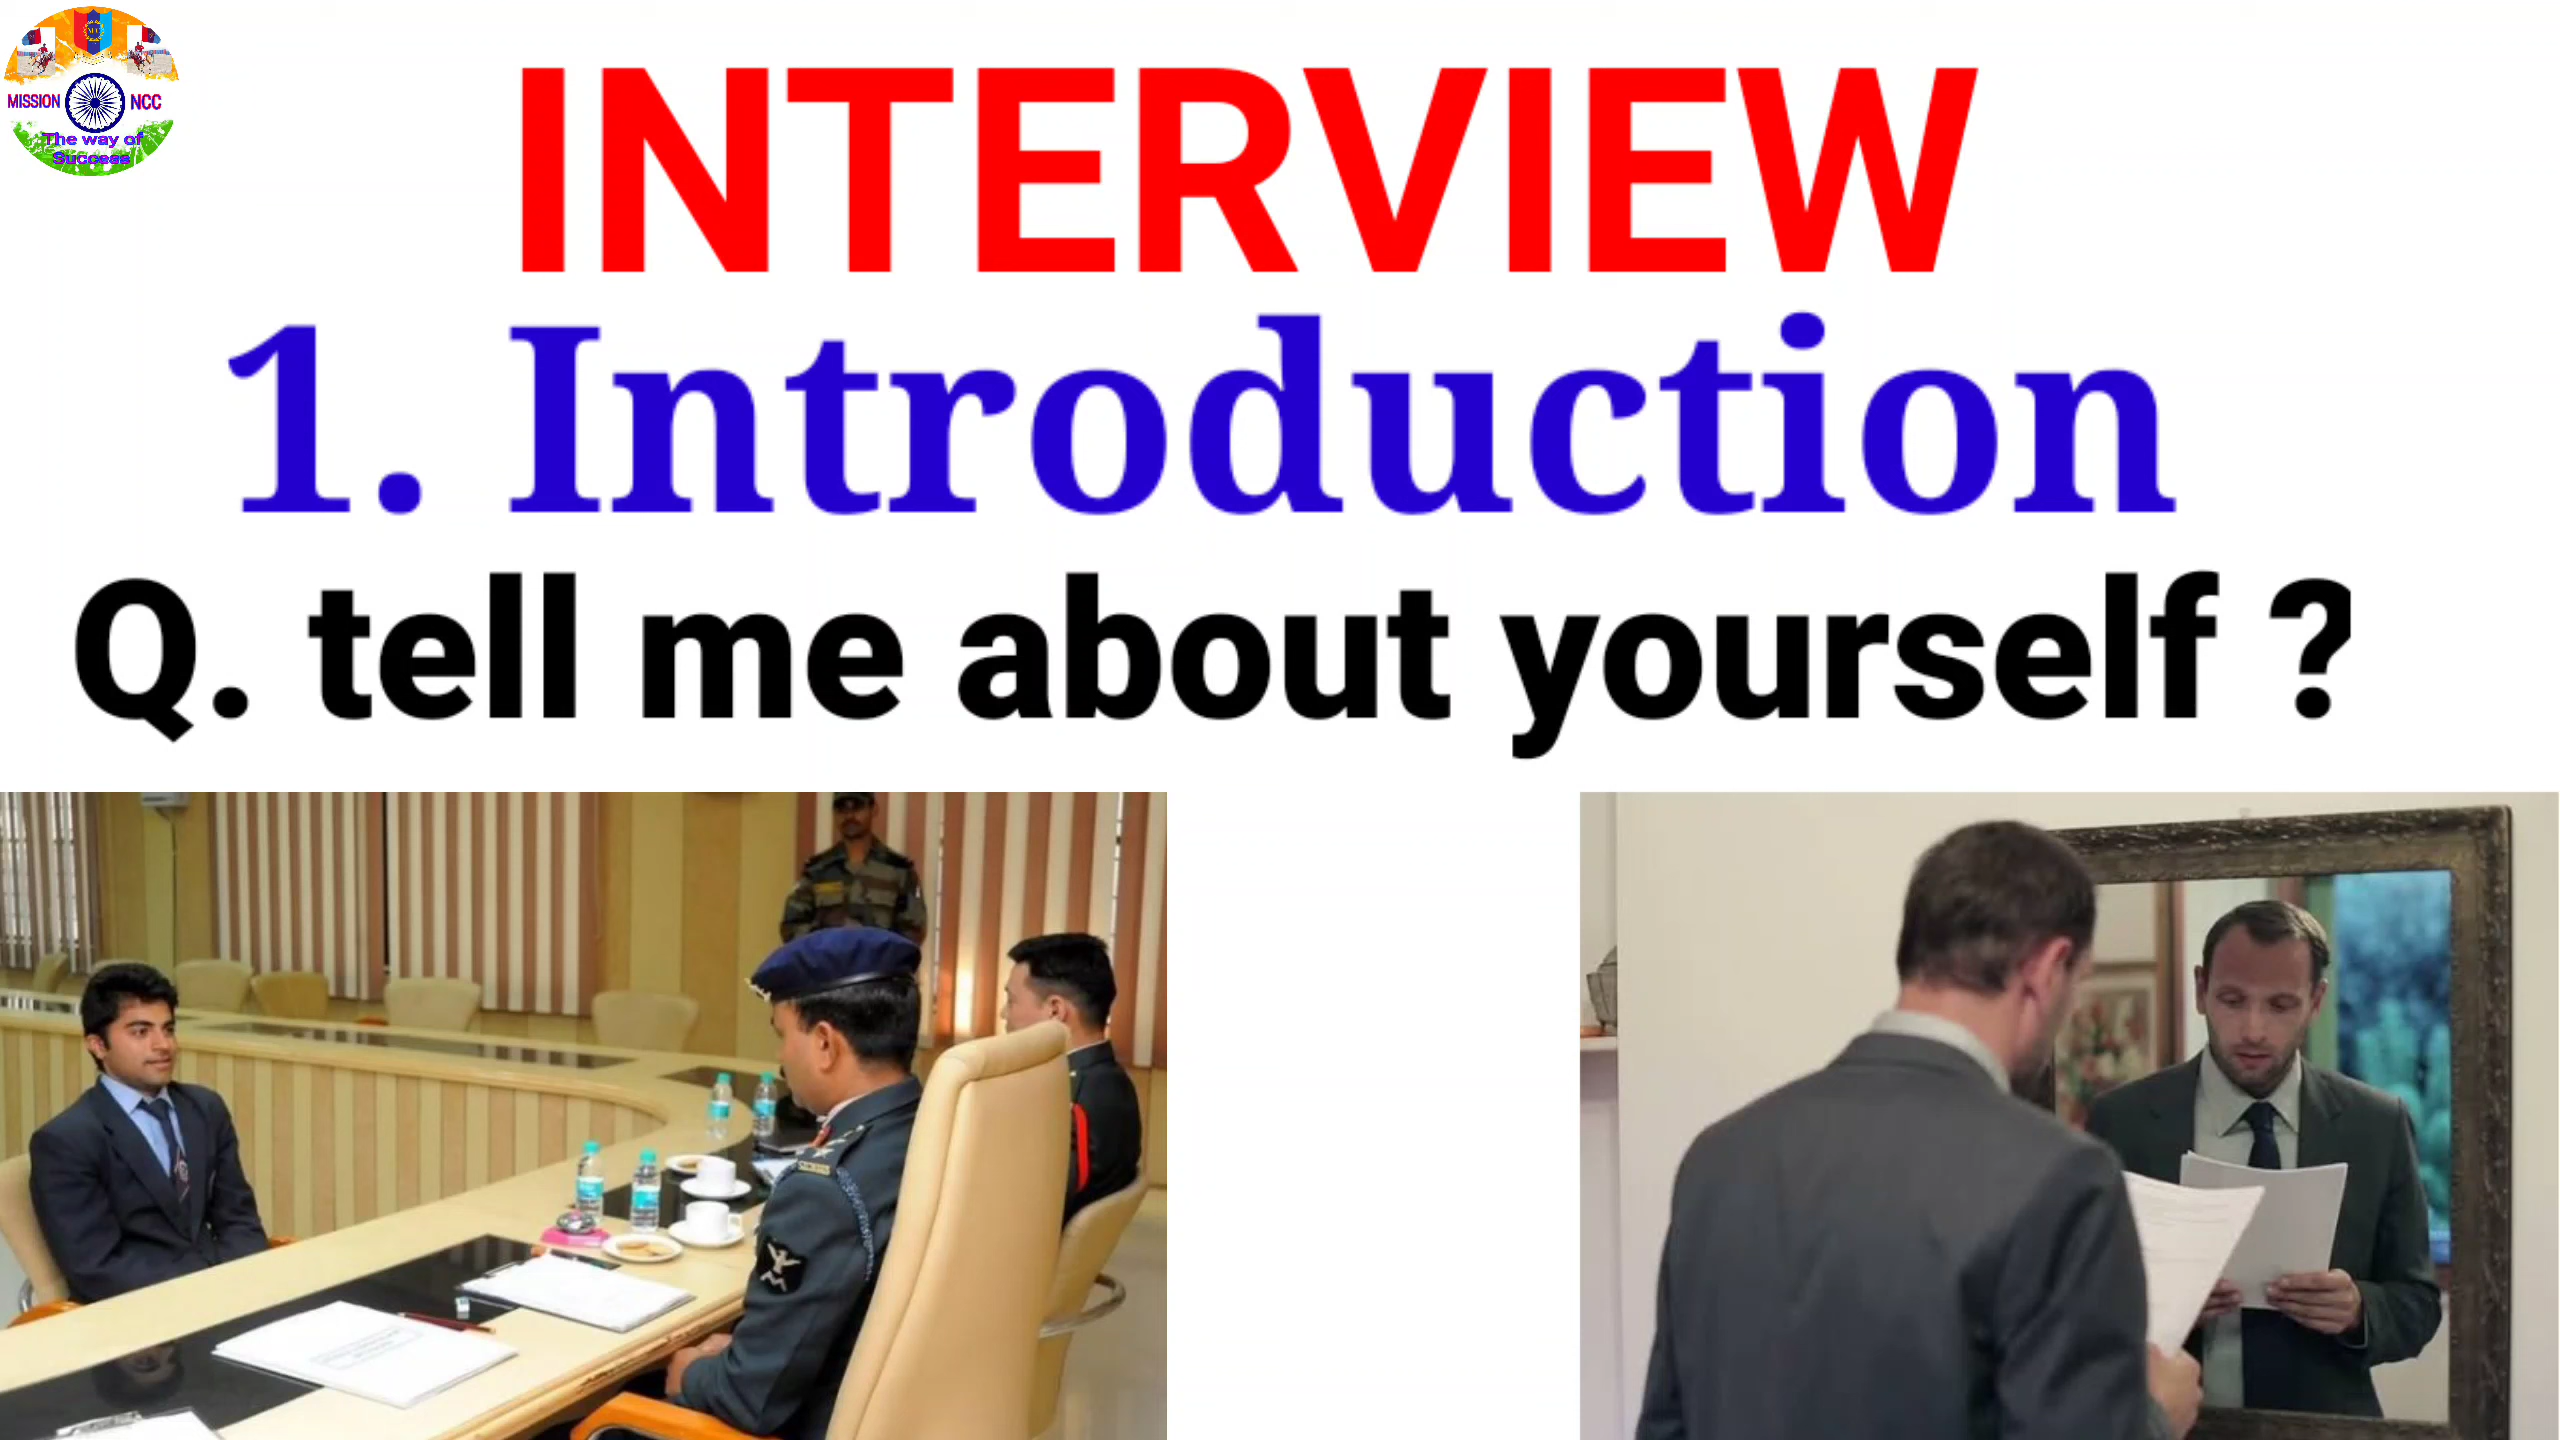 MISSION NCC
The way of
Success
INTERVIEW
1. Introduction
Q. tell me about yourself ?